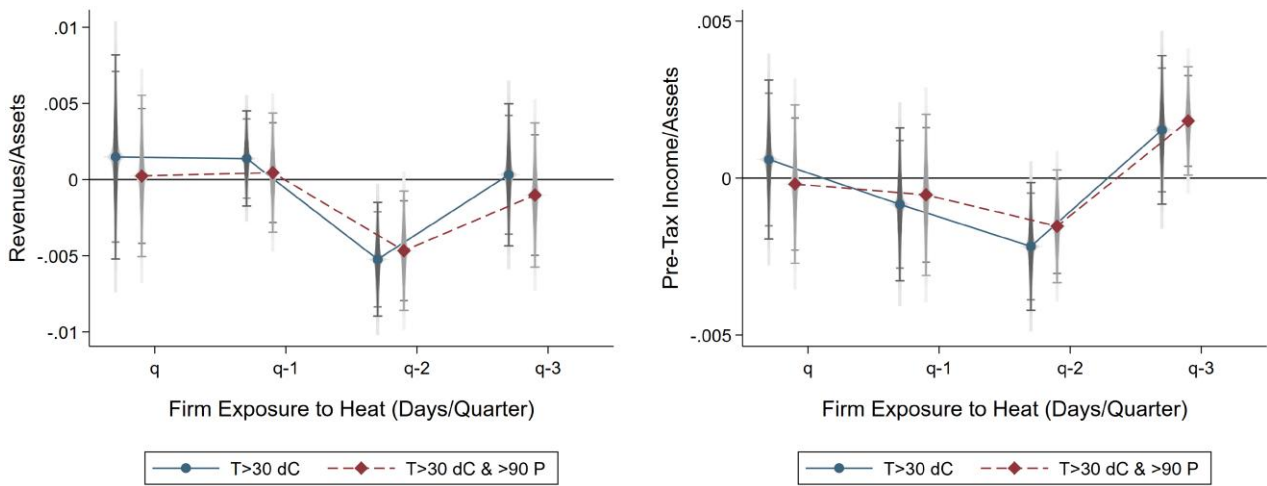 Revenues/Assets
.01
.005
0
-.005
-.01
q
q-1
q-2
q-3
Firm Exposure to Heat (Days/Quarter)
T>30 dC
T>30 dC & >90 P
Pre-Tax Income/Assets
.005
0
-.005
q
q-1
q-2
q-3
Firm Exposure to Heat (Days/Quarter)
T>30 dC
T>30 dC & >90 P